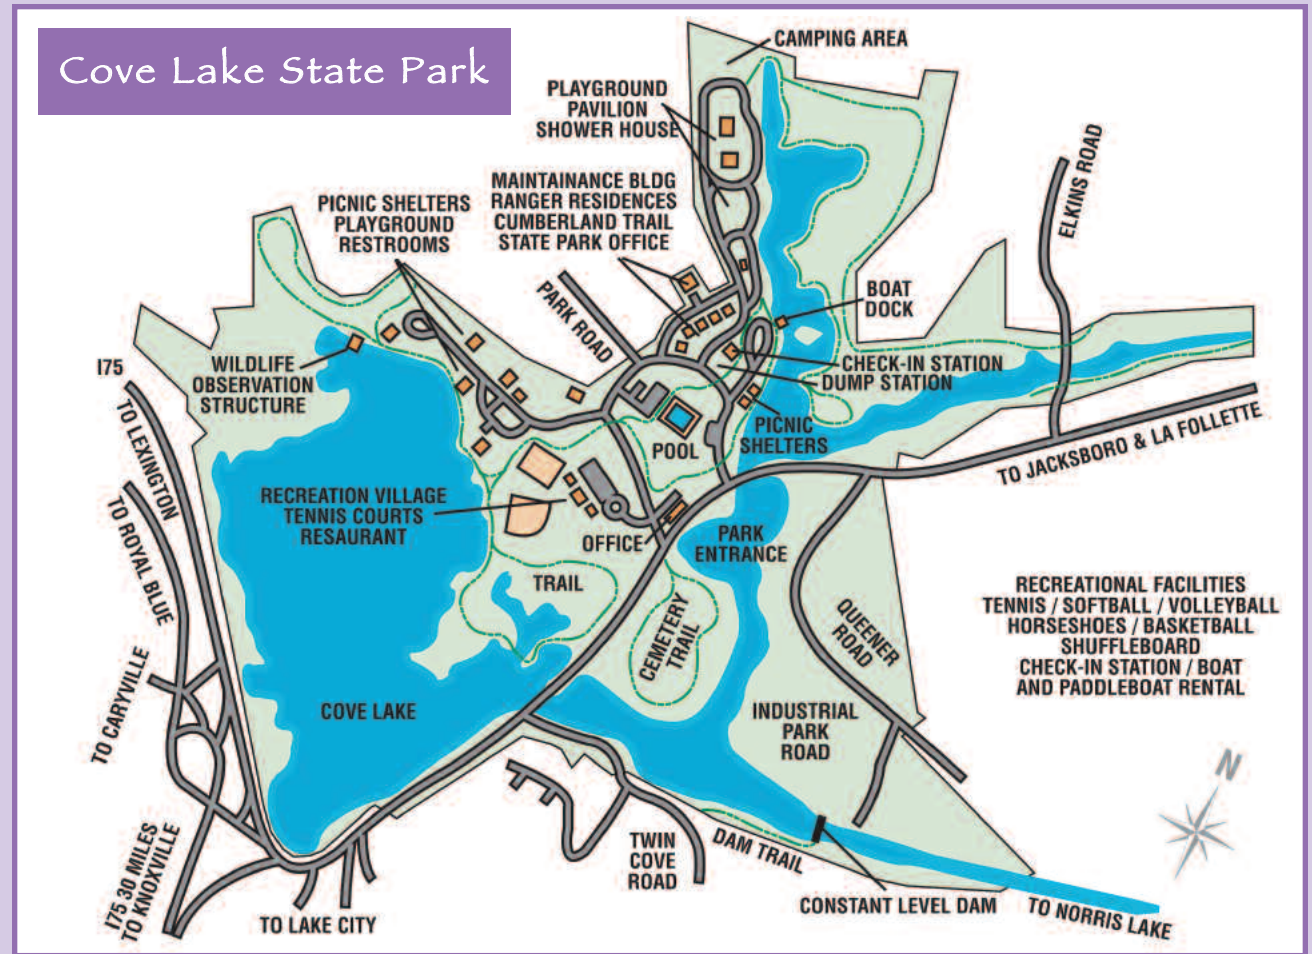 Cove Lake State Park
CAMPING AREA
PLAYGROUND
PAVILION
SHOWER HOUSE
MAINTAINANCE BLDG
RANGER RESIDENCES
CUMBERLAND TRAIL
STATE PARK OFFICE
PICNIC SHELTERS
PLAYGROUND
RESTROOMS
ELKINS ROAD
PARK ROAD
BOAT
DOCK
I75
WILDLIFE
OBSERVATION
STRUCTURE
CHECK-IN STATION
DUMP STATION
TO LEXINGTON
PICNIC
SHELTERS
POOL
TO JACKSBORO & LA FOLLETTE
TO ROYAL BLUE
RECREATION VILLAGE
TENNIS COURTS
RESAURANT
OFFICE
PARK
ENTRANCE
TRAIL
CEMETERY
TRAIL
QUEENER
ROAD
RECREATIONAL FACILITIES
TENNIS / SOFTBALL / VOLLEYBALL
HORSESHOES / BASKETBALL
SHUFFLEBOARD
CHECK-IN STATION / BOAT
AND PADDLEBOAT RENTAL
TO CARYVILLE
COVE LAKE
INDUSTRIAL
PARK
ROAD
N
I75 30 MILES
TO KNOXVILLE
TWIN
COVE
ROAD
DAM TRAIL
CONSTANT LEVEL DAM
TO NORRIS LAKE
TO LAKE CITY